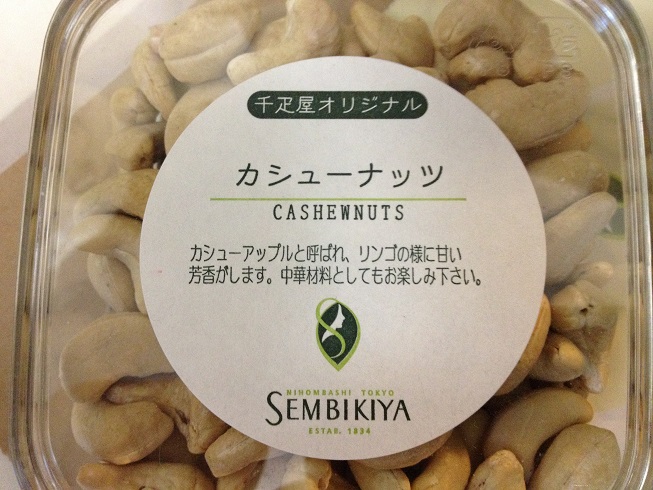 千疋屋オリジナル
カシューナッツ
CASHEWNUTS
カシューアップルと呼ばれ、リンゴの様に甘い
芳香がします。中華材料としてもお楽しみ下さい。
NIHOMBASHI TOKYO
SEMBIKIYA
ESTAB. 1834